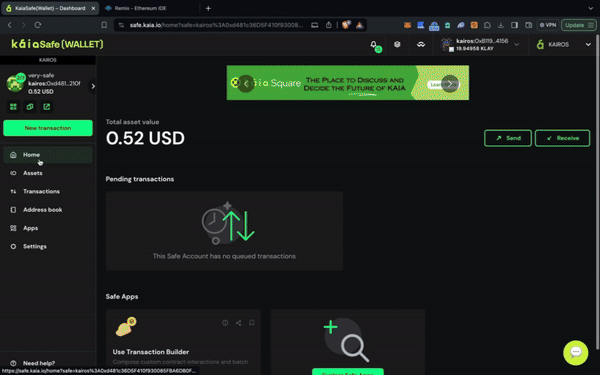 KaiaSafe{Wallet} – Dashboard
Remix - Ethereum IDE
safe.kaia.io/home?safe=kairos%3A0xd481c36D5F410f93008...
VPN
Update
kaiaSafe{WALLET}
kairos:0xB119...4156
19.94958 KLAY
KAIROS
KAIROS
very-safe
kairos:0xd481...210f
0.52 USD
New transaction
Home
Assets
Transactions
Address book
Apps
Settings
Need help?
kaia Square
The Place to Discuss and
Decide the Future of KAIA
Total asset value
0.52 USD
Send
Receive
Pending transactions
This Safe Account has no queued transactions
Safe Apps
Use Transaction Builder
Compose custom contract interactions and batch
https://safe.kaia.io/home?safe=kairos%3A0xd481c36D5F410f930085FBA6D80F...